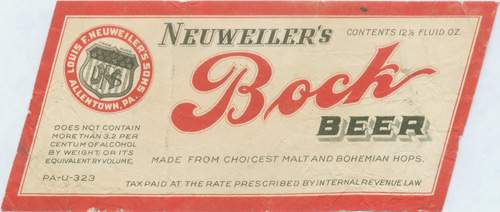 NEUWEILER'S
CONTENTS 12½ FLUID OZ.
LOUIS F. NEUWEILER'S SONS
ALLENTOWN, PA.
Bock
BEER
DOES NOT CONTAIN
MORE THAN 3.2 PER
CENTUM OF ALCOHOL
BY WEIGHT, OR ITS
EQUIVALENT BY VOLUME.
MADE FROM CHOICEST MALT AND BOHEMIAN HOPS.
PA-U-323
TAX PAID AT THE RATE PRESCRIBED BY INTERNAL REVENUE LAW